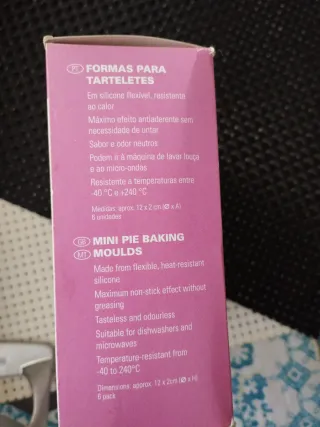 PT FORMAS PARA
TARTELETES
Em silicone flexível, resistente
ao calor
Máximo efeito antiaderente sem
necessidade de untar
Sabor e odor neutros
Podem ir à máquina de lavar louça
e ao micro-ondas
Resistente a temperaturas entre
-40 °C e +240 °C
Medidas: aprox. 12 x 2 cm (Ø x A)
6 unidades
GB MINI PIE BAKING
MT MOULDS
Made from flexible, heat-resistant
silicone
Maximum non-stick effect without
greasing
Tasteless and odourless
Suitable for dishwashers and
microwaves
Temperature-resistant from
-40 to 240°C
Dimensions: approx. 12 x 2cm (Ø x H)
6 pack